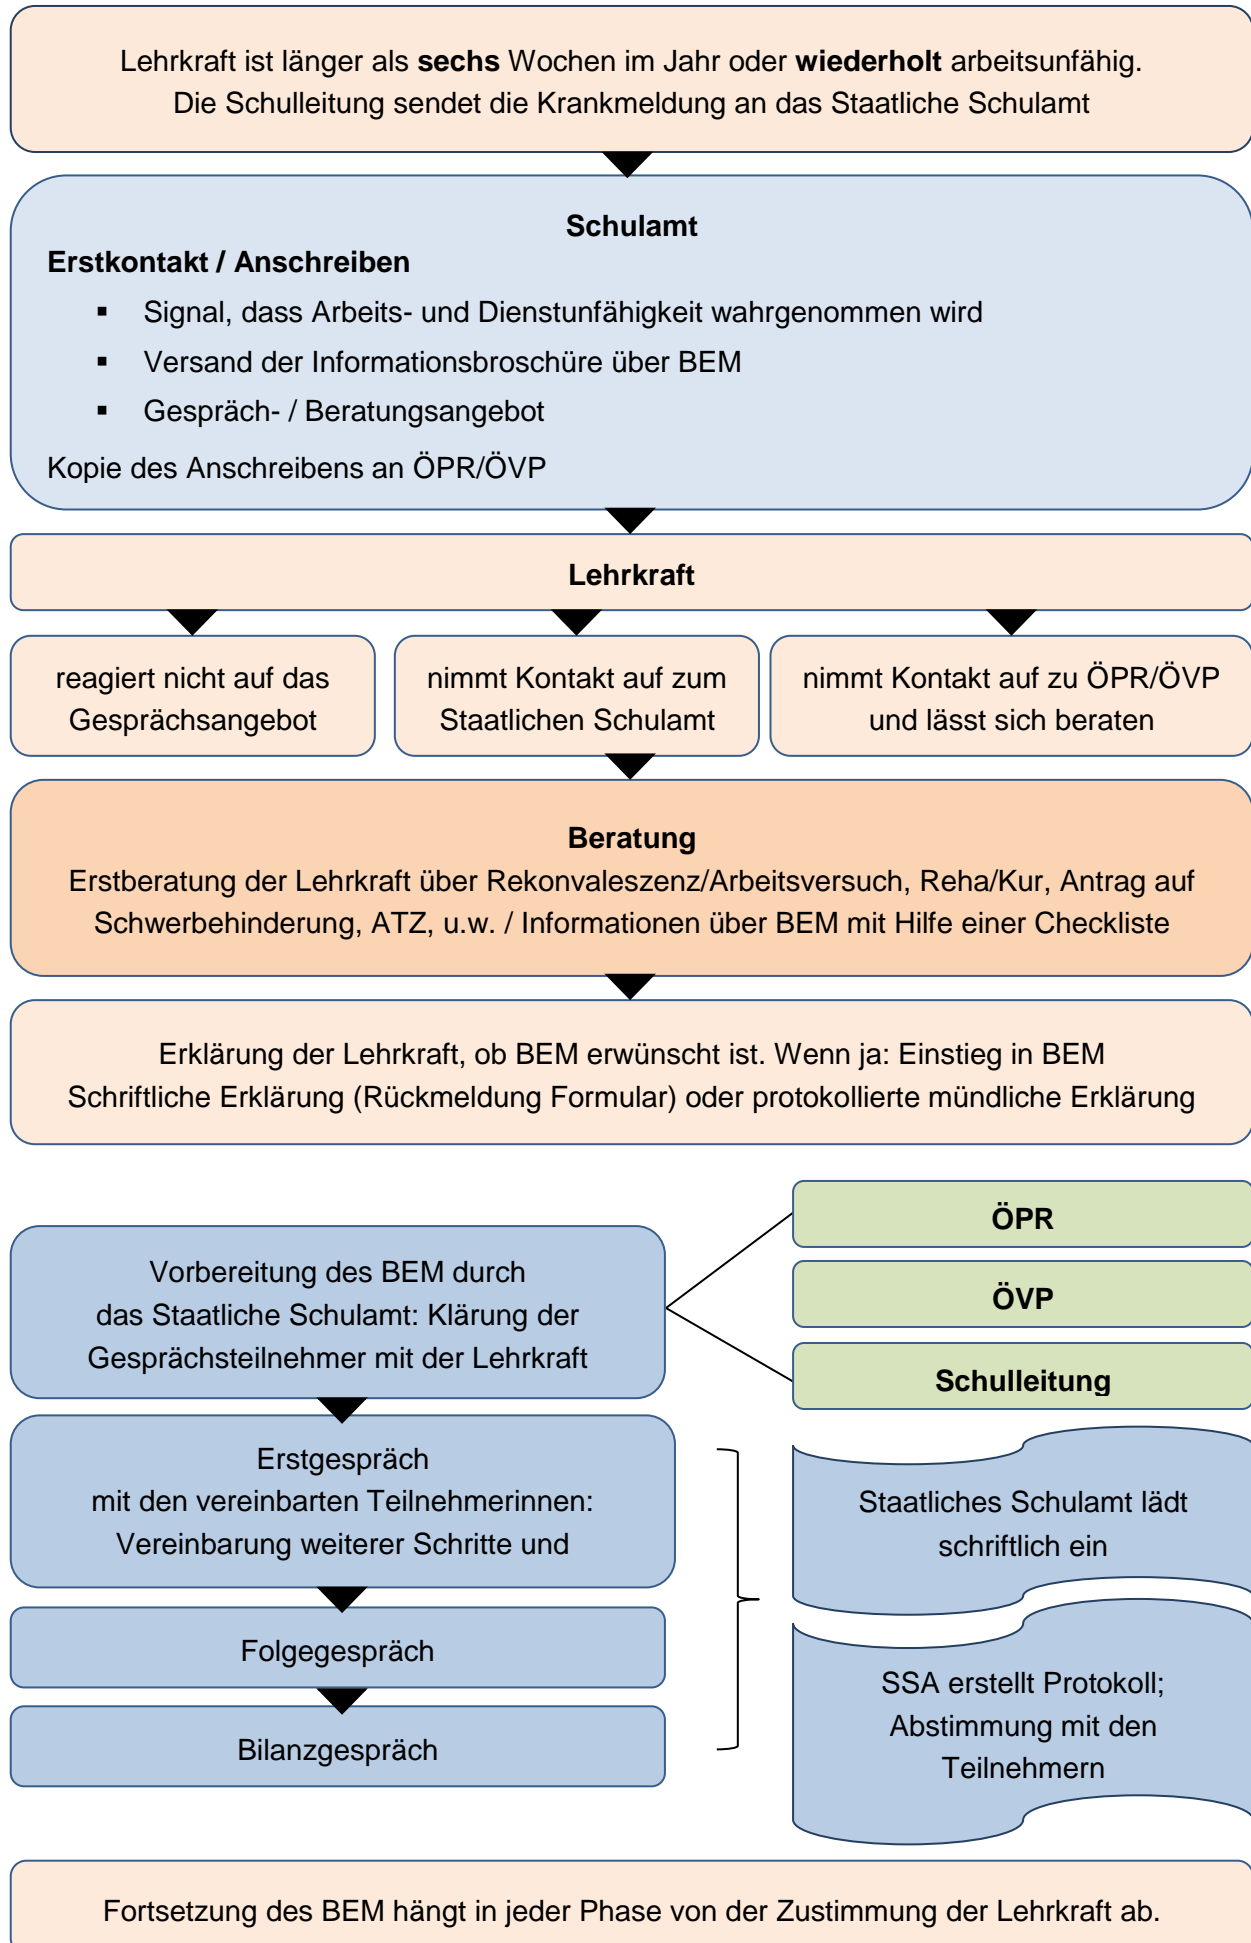 Lehrkraft ist länger als sechs Wochen im Jahr oder wiederholt arbeitsunfähig.
Die Schulleitung sendet die Krankmeldung an das Staatliche Schulamt
Schulamt
Erstkontakt / Anschreiben
▪ Signal, dass Arbeits- und Dienstunfähigkeit wahrgenommen wird
▪ Versand der Informationsbroschüre über BEM
▪ Gespräch- / Beratungsangebot
Kopie des Anschreibens an ÖPR/ÖVP
Lehrkraft
reagiert nicht auf das
Gesprächsangebot
nimmt Kontakt auf zum
Staatlichen Schulamt
nimmt Kontakt auf zu ÖPR/ÖVP
und lässt sich beraten
Beratung
Erstberatung der Lehrkraft über Rekonvaleszenz/Arbeitsversuch, Reha/Kur, Antrag auf
Schwerbehinderung, ATZ, u.w. / Informationen über BEM mit Hilfe einer Checkliste
Erklärung der Lehrkraft, ob BEM erwünscht ist. Wenn ja: Einstieg in BEM
Schriftliche Erklärung (Rückmeldung Formular) oder protokollierte mündliche Erklärung
Vorbereitung des BEM durch
das Staatliche Schulamt: Klärung der
Gesprächsteilnehmer mit der Lehrkraft
ÖPR
ÖVP
Schulleitung
Erstgespräch
mit den vereinbarten Teilnehmerinnen:
Vereinbarung weiterer Schritte und
Folgegespräch
Bilanzgespräch
Staatliches Schulamt lädt
schriftlich ein
SSA erstellt Protokoll;
Abstimmung mit den
Teilnehmern
Fortsetzung des BEM hängt in jeder Phase von der Zustimmung der Lehrkraft ab.